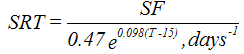 SRT = SF / 0.47 e^0.098(T-15) , days^-1